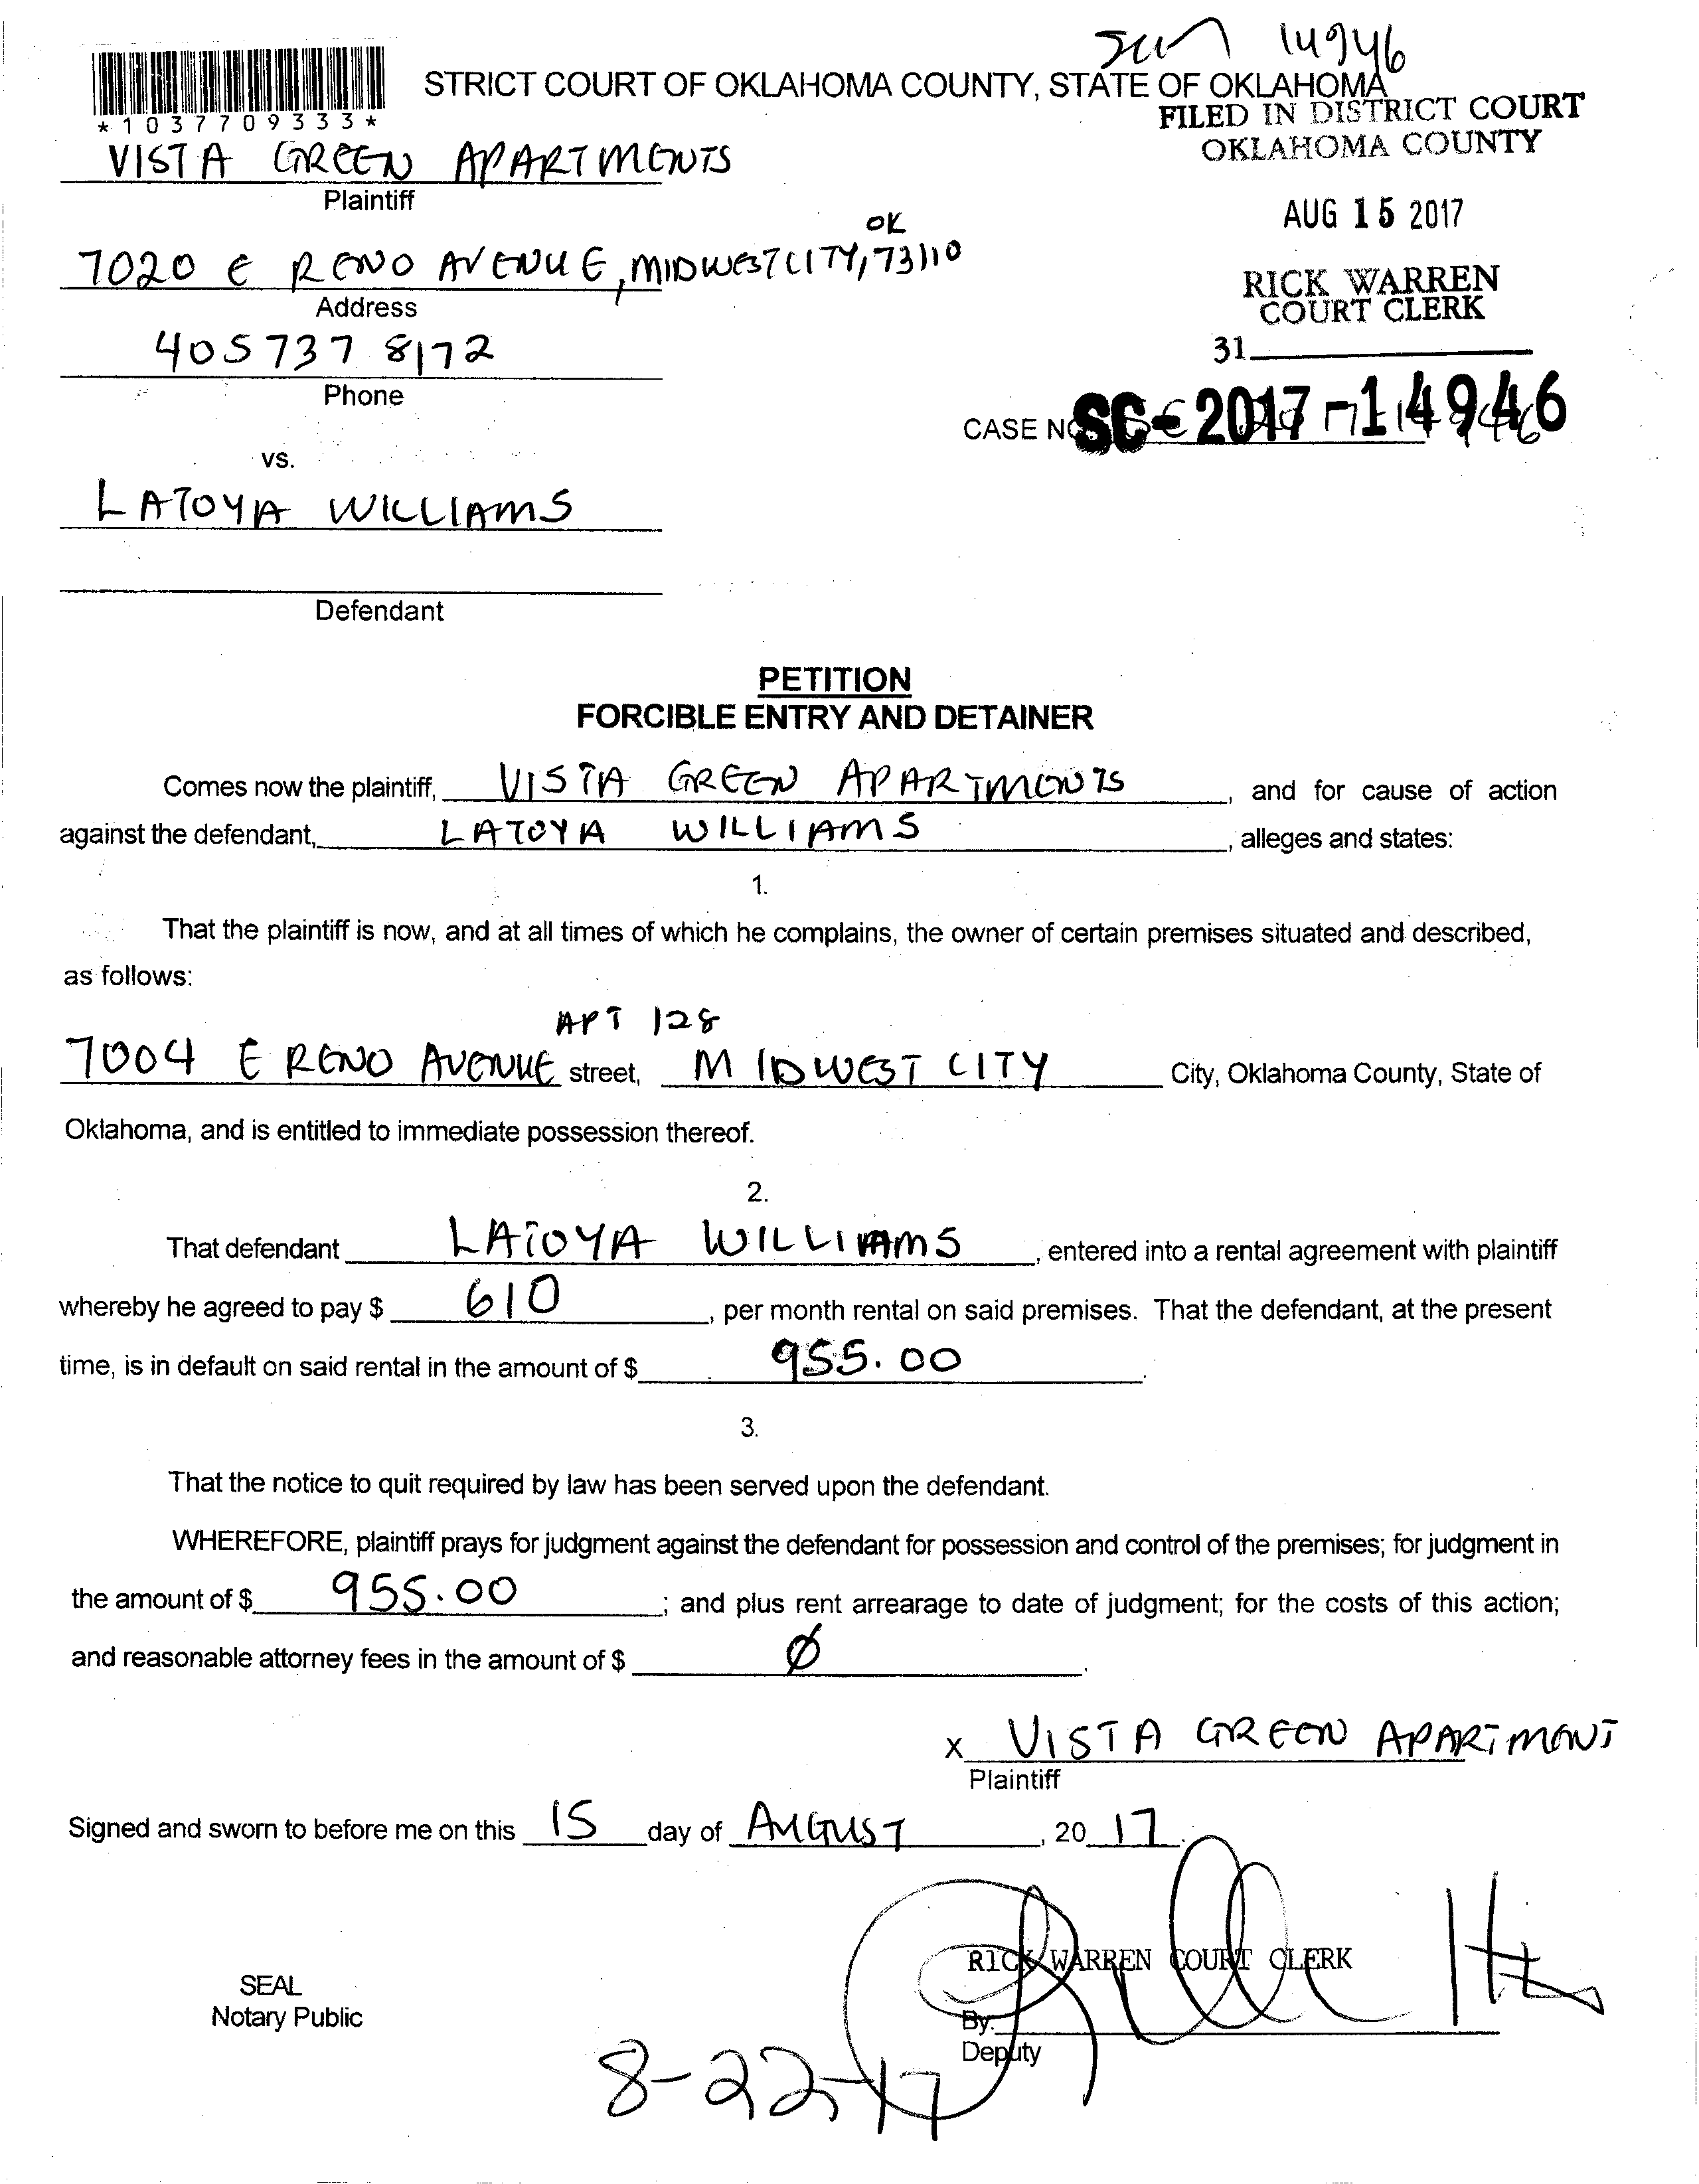 14946
STRICT COURT OF OKLAHOMA COUNTY, STATE OF OKLAHOMA
*1037709333*
FILED IN DISTRICT COURT
OKLAHOMA COUNTY
VISTA GREEN APARTMENTS
Plaintiff
AUG 15 2017
OK
7020 E RENO AVENUE, MIDWEST CITY, 73110
Address
RICK WARREN
COURT CLERK
405 737 8172
31
Phone
CASE NO SC-2017-14946
vs.
LATOYA WILLIAMS
Defendant
PETITION
FORCIBLE ENTRY AND DETAINER
Comes now the plaintiff, VISTA GREEN APARTMENTS, and for cause of action
against the defendant, LATOYA WILLIAMS, alleges and states:
1.
That the plaintiff is now, and at all times of which he complains, the owner of certain premises situated and described,
as follows:
APT 128
7004 E RENO AVENUE street, MIDWEST CITY City, Oklahoma County, State of
Oklahoma, and is entitled to immediate possession thereof.
2.
That defendant LATOYA WILLIAMS, entered into a rental agreement with plaintiff
whereby he agreed to pay $ 610, per month rental on said premises. That the defendant, at the present
time, is in default on said rental in the amount of $ 955.00.
3.
That the notice to quit required by law has been served upon the defendant.
WHEREFORE, plaintiff prays for judgment against the defendant for possession and control of the premises; for judgment in
the amount of $ 955.00; and plus rent arrearage to date of judgment; for the costs of this action;
and reasonable attorney fees in the amount of $ Ø.
x VISTA GREEN APARTMENT
Plaintiff
Signed and sworn to before me on this 15 day of AUGUST, 20 17.
RICK WARREN COURT CLERK
SEAL
Notary Public
By:
Deputy
8-22-17